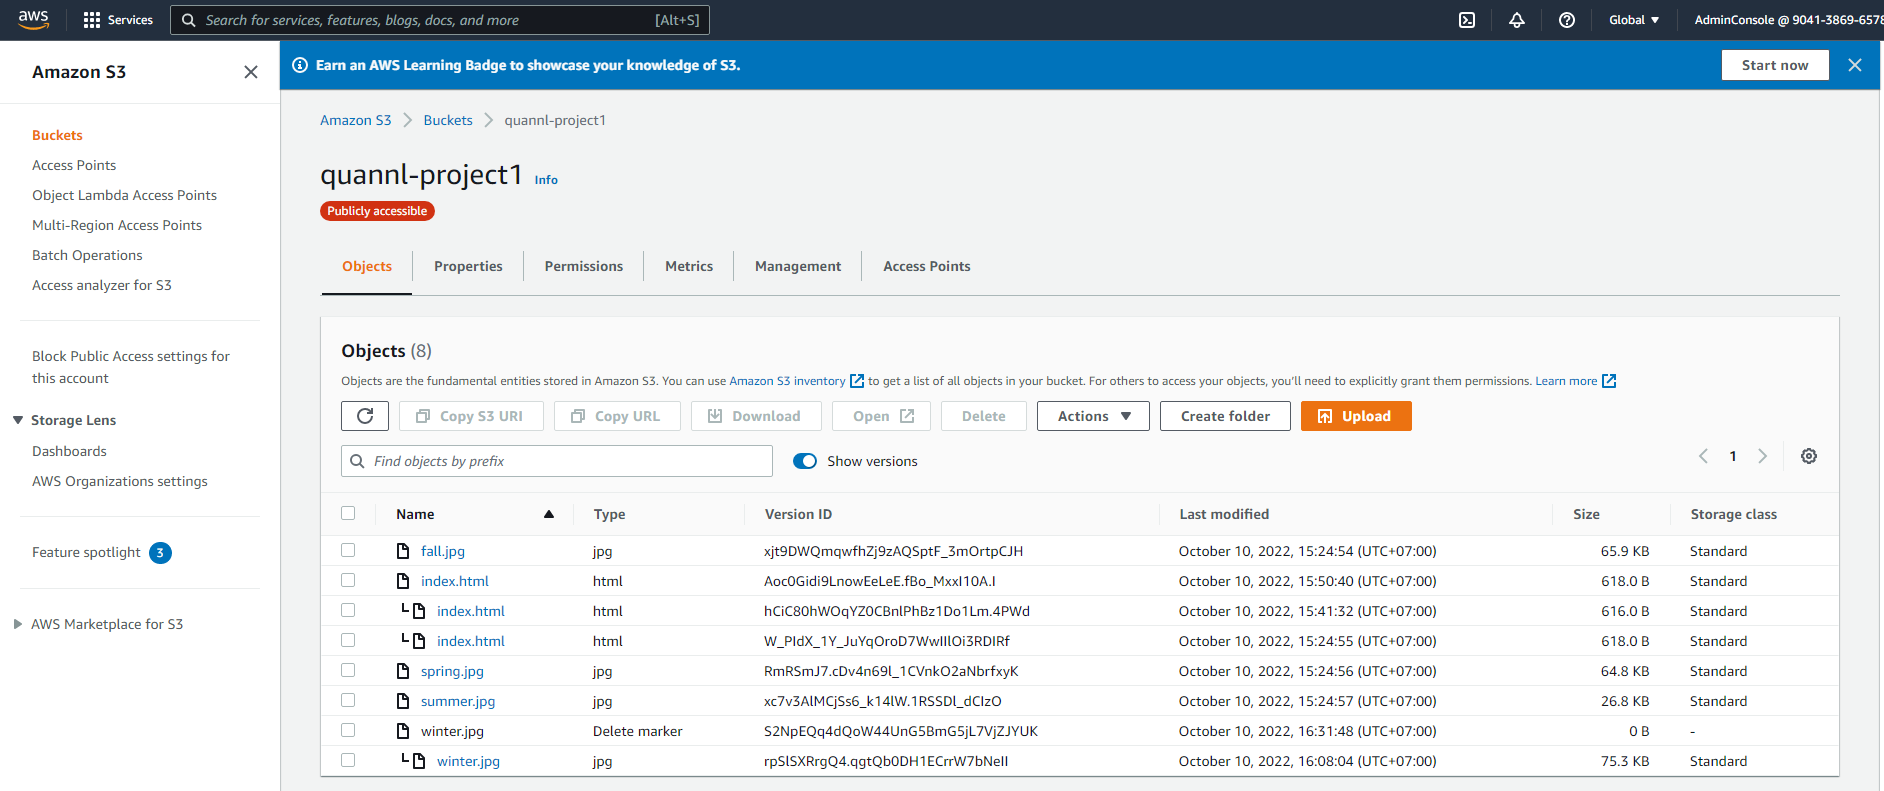 aws Services Search for services, features, blogs, docs, and more [Alt+S] Global AdminConsole @ 9041-3869-6578
Amazon S3
Earn an AWS Learning Badge to showcase your knowledge of S3. Start now
Buckets
Access Points
Object Lambda Access Points
Multi-Region Access Points
Batch Operations
Access analyzer for S3
Block Public Access settings for
this account
Storage Lens
Dashboards
AWS Organizations settings
Feature spotlight 3
AWS Marketplace for S3
Amazon S3 Buckets quannl-project1
quannl-project1 Info
Publicly accessible
Objects Properties Permissions Metrics Management Access Points
Objects (8)
Objects are the fundamental entities stored in Amazon S3. You can use Amazon S3 inventory to get a list of all objects in your bucket. For others to access your objects, you'll need to explicitly grant them permissions. Learn more
Copy S3 URI Copy URL Download Open Delete Actions Create folder Upload
Find objects by prefix Show versions 1
Name Type Version ID Last modified Size Storage class
fall.jpg jpg xjt9DWQmqwfhZj9zAQSptF_3mOrtpCJH October 10, 2022, 15:24:54 (UTC+07:00) 65.9 KB Standard
index.html html Aoc0Gidi9LnowEeLeE.fBo_MxxI10A.I October 10, 2022, 15:50:40 (UTC+07:00) 618.0 B Standard
index.html html hCiC80hWOqYZ0CBnlPhBz1Do1Lm.4PWd October 10, 2022, 15:41:32 (UTC+07:00) 616.0 B Standard
index.html html W_PIdX_1Y_JuYqOroD7WwIIlOi3RDIRf October 10, 2022, 15:24:55 (UTC+07:00) 618.0 B Standard
spring.jpg jpg RmRSmJ7.cDv4n69l_1CVnkO2aNbrfxyK October 10, 2022, 15:24:56 (UTC+07:00) 64.8 KB Standard
summer.jpg jpg xc7v3AlMCjSs6_k14lW.1RSSDl_dCIzO October 10, 2022, 15:24:57 (UTC+07:00) 26.8 KB Standard
winter.jpg Delete marker S2NpEQq4dQoW44UnG5BmG5jL7VjZJYUK October 10, 2022, 16:31:48 (UTC+07:00) 0 B -
winter.jpg jpg rpSlSXRrgQ4.qgtQb0DH1ECrrW7bNeII October 10, 2022, 16:08:04 (UTC+07:00) 75.3 KB Standard